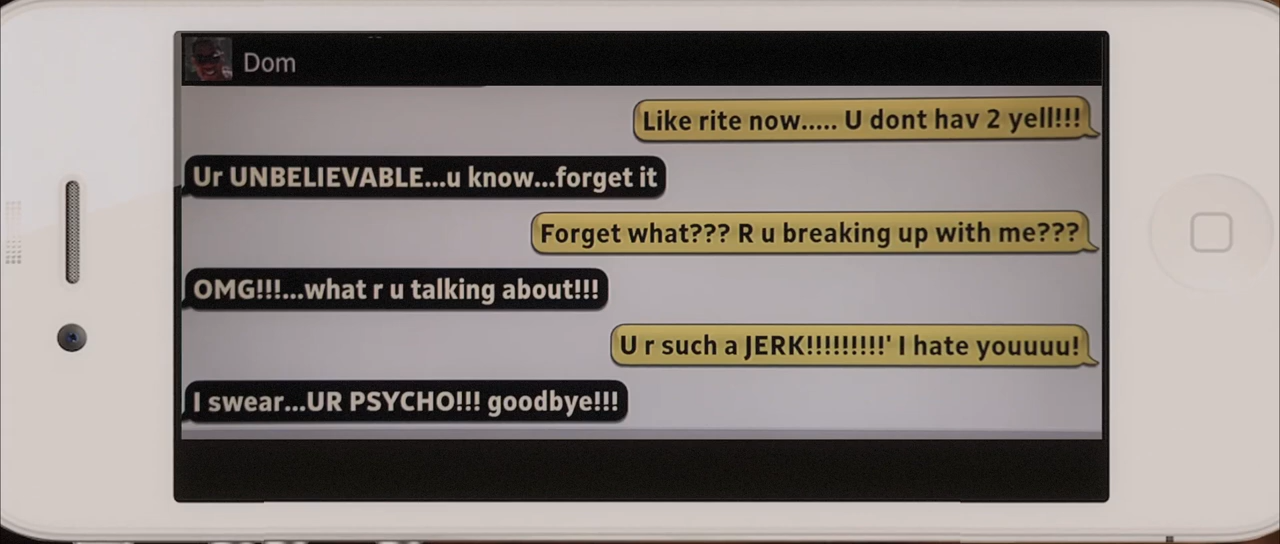 Dom
Like rite now..... U dont hav 2 yell!!!
Ur UNBELIEVABLE...u know...forget it
Forget what??? R u breaking up with me???
OMG!!!...what r u talking about!!!
U r such a JERK!!!!!!!!!' I hate youuuu!
I swear...UR PSYCHO!!! goodbye!!!